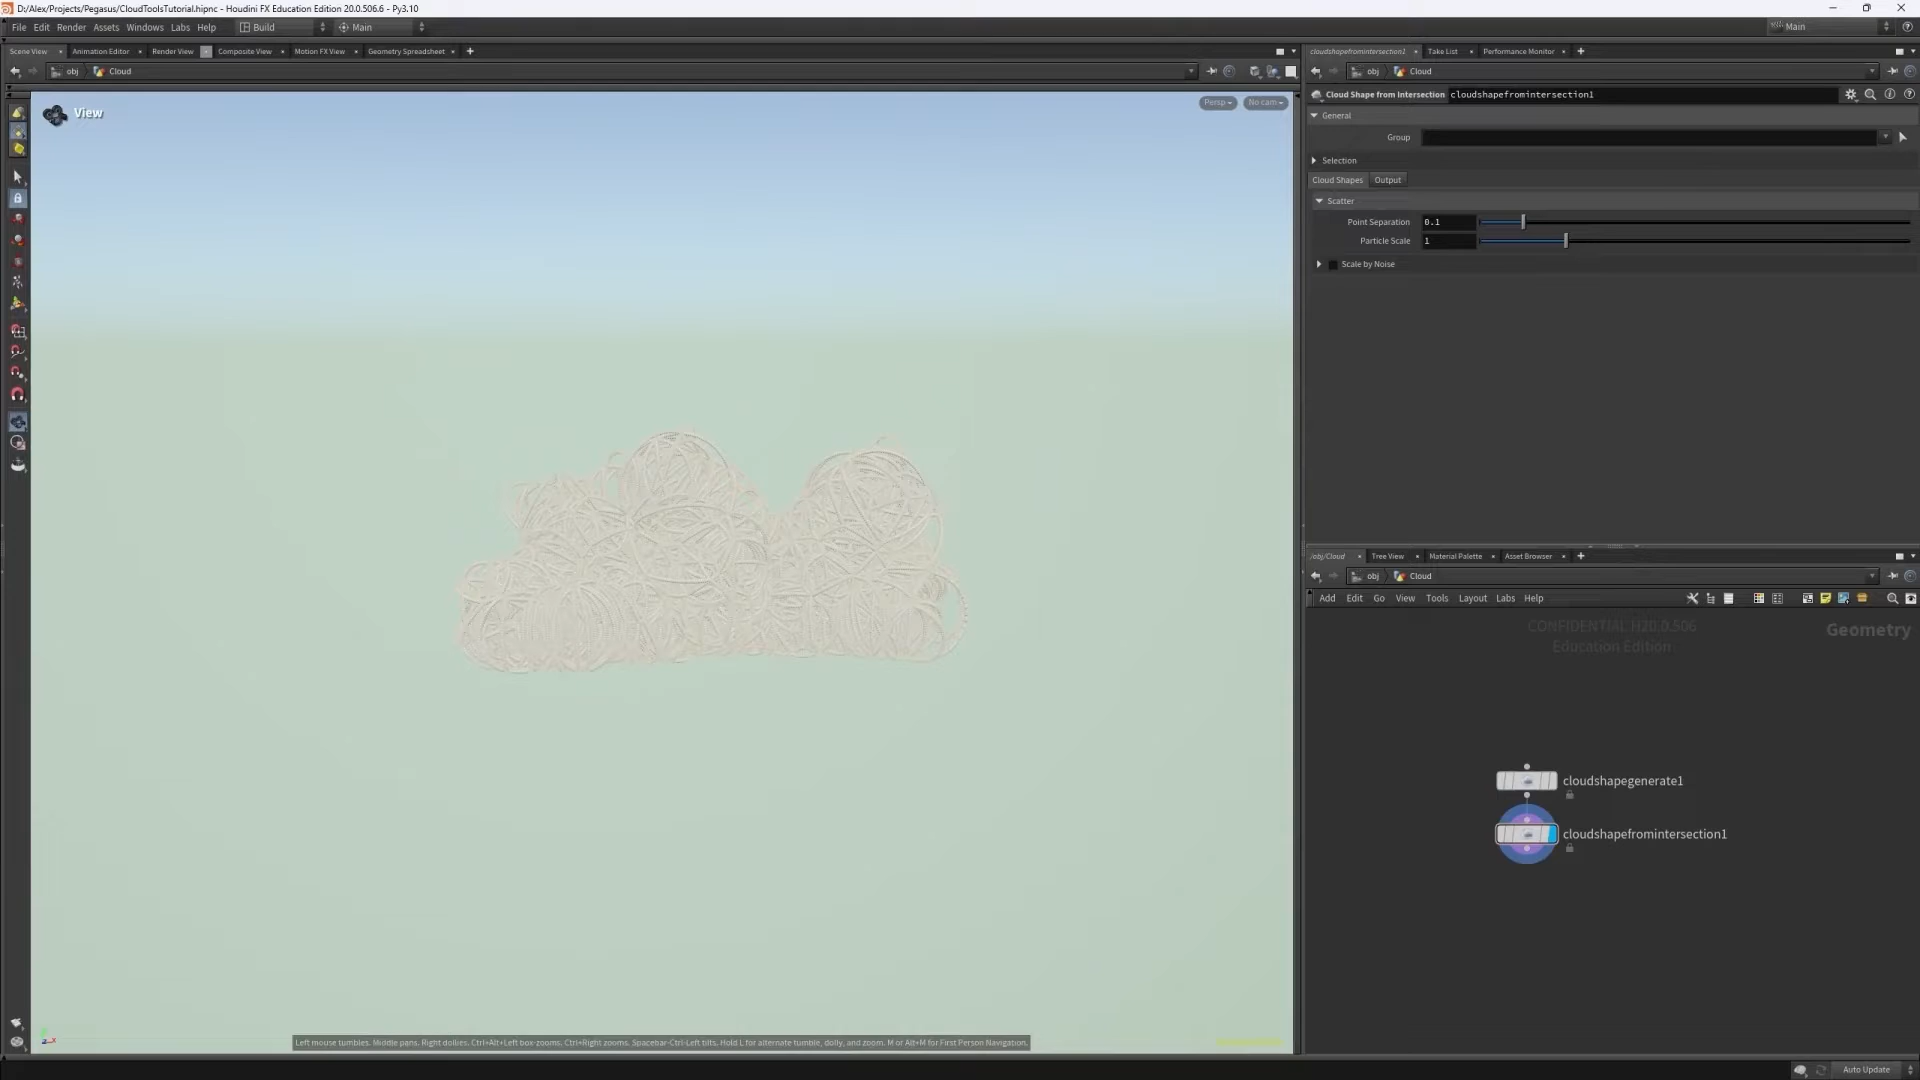 D:/Alex/Projects/Pegasus/CloudToolsTutorial.hipnc - Houdini FX Education Edition 20.0.506.6 - Py3.10
File Edit Render Assets Windows Labs Help Build Main Main
Scene View Animation Editor Render View Composite View Motion FX View Geometry Spreadsheet
obj Cloud
View
Persp No cam
Left mouse tumbles. Middle pans. Right dollies. Ctrl+Alt+Left box-zooms. Ctrl+Right zooms. Spacebar-Ctrl-Left tilts. Hold L for alternate tumble, dolly, and zoom. M or Alt+M for First Person Navigation.
cloudshapefromintersection1 Take List Performance Monitor
obj Cloud
Cloud Shape from Intersection cloudshapefromintersection1
General
Group
Selection
Cloud Shapes Output
Scatter
Point Separation 0.1
Particle Scale 1
Scale by Noise
/obj/Cloud Tree View Material Palette Asset Browser
obj Cloud
Add Edit Go View Tools Layout Labs Help
CONFIDENTIAL H20.0.506
Education Edition
Geometry
cloudshapegenerate1
cloudshapefromintersection1
Auto Update